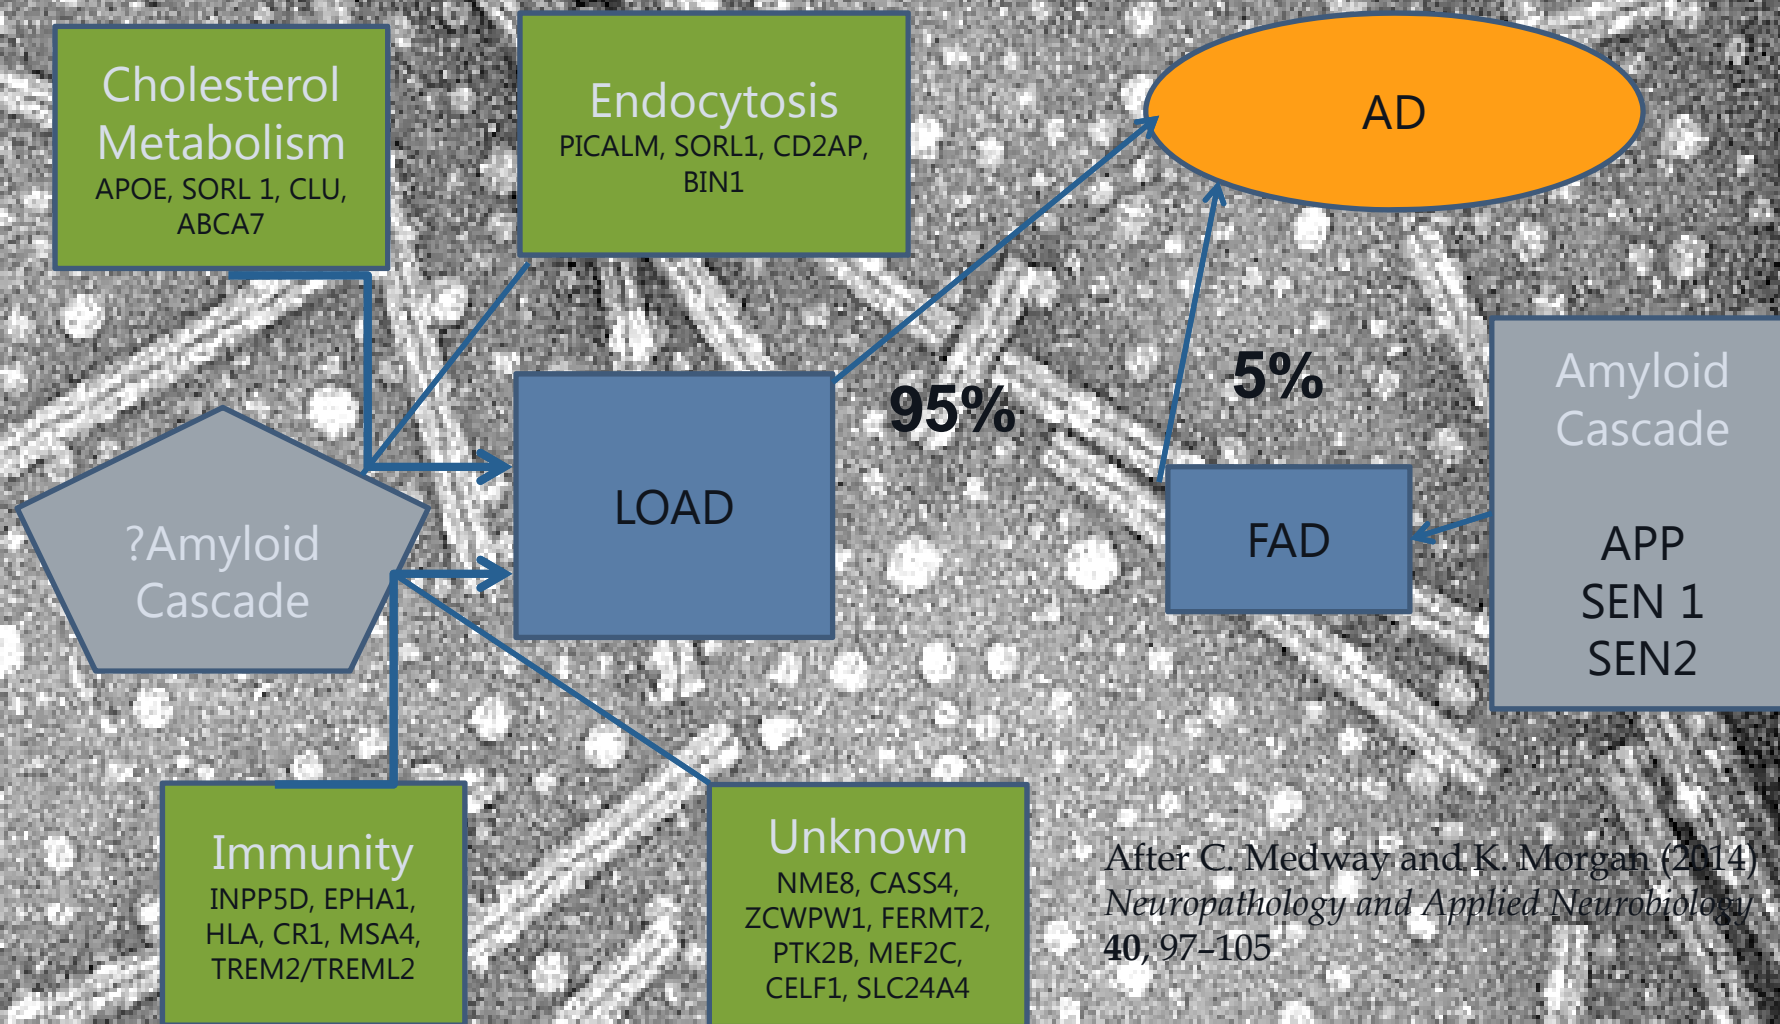 Cholesterol
Metabolism
APOE, SORL 1, CLU,
ABCA7
Endocytosis
PICALM, SORL1, CD2AP,
BIN1
AD
95%
5%
Amyloid
Cascade
APP
SEN 1
SEN2
?Amyloid
Cascade
LOAD
FAD
Immunity
INPP5D, EPHA1,
HLA, CR1, MSA4,
TREM2/TREML2
Unknown
NME8, CASS4,
ZCWPW1, FERMT2,
PTK2B, MEF2C,
CELF1, SLC24A4
After C. Medway and K. Morgan (2014)
Neuropathology and Applied Neurobiology
40, 97–105